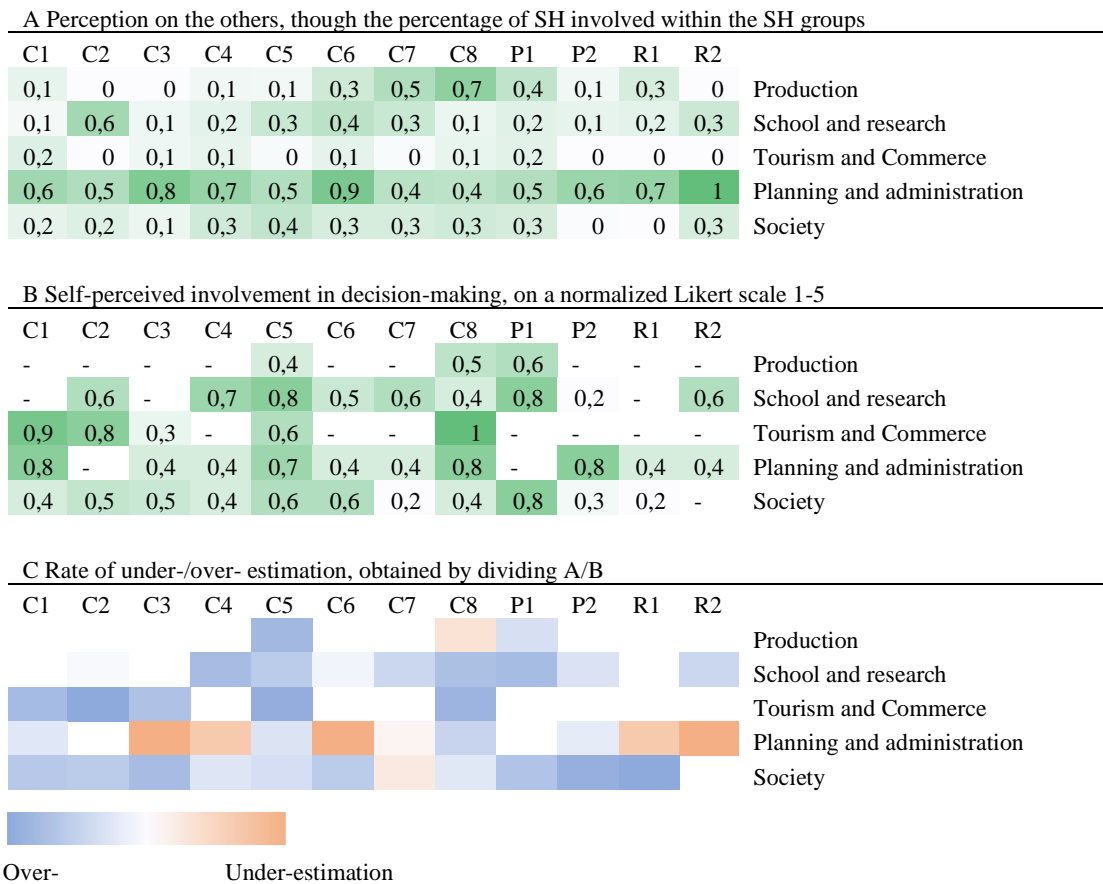 A Perception on the others, though the percentage of SH involved within the SH groups
C1 C2 C3 C4 C5 C6 C7 C8 P1 P2 R1 R2
0,1 0 0 0,1 0,1 0,3 0,5 0,7 0,4 0,1 0,3 0 Production
0,1 0,6 0,1 0,2 0,3 0,4 0,3 0,1 0,2 0,1 0,2 0,3 School and research
0,2 0 0,1 0,1 0 0,1 0 0,1 0,2 0 0 0 Tourism and Commerce
0,6 0,5 0,8 0,7 0,5 0,9 0,4 0,4 0,5 0,6 0,7 1 Planning and administration
0,2 0,2 0,1 0,3 0,4 0,3 0,3 0,3 0,3 0 0 0,3 Society
B Self-perceived involvement in decision-making, on a normalized Likert scale 1-5
C1 C2 C3 C4 C5 C6 C7 C8 P1 P2 R1 R2
- - - - 0,4 - - 0,5 0,6 - - - Production
- 0,6 - 0,7 0,8 0,5 0,6 0,4 0,8 0,2 - 0,6 School and research
0,9 0,8 0,3 - 0,6 - - 1 - - - - Tourism and Commerce
0,8 - 0,4 0,4 0,7 0,4 0,4 0,8 - 0,8 0,4 0,4 Planning and administration
0,4 0,5 0,5 0,4 0,6 0,6 0,2 0,4 0,8 0,3 0,2 - Society
C Rate of under-/over- estimation, obtained by dividing A/B
C1 C2 C3 C4 C5 C6 C7 C8 P1 P2 R1 R2
Production
School and research
Tourism and Commerce
Planning and administration
Society
Over- Under-estimation